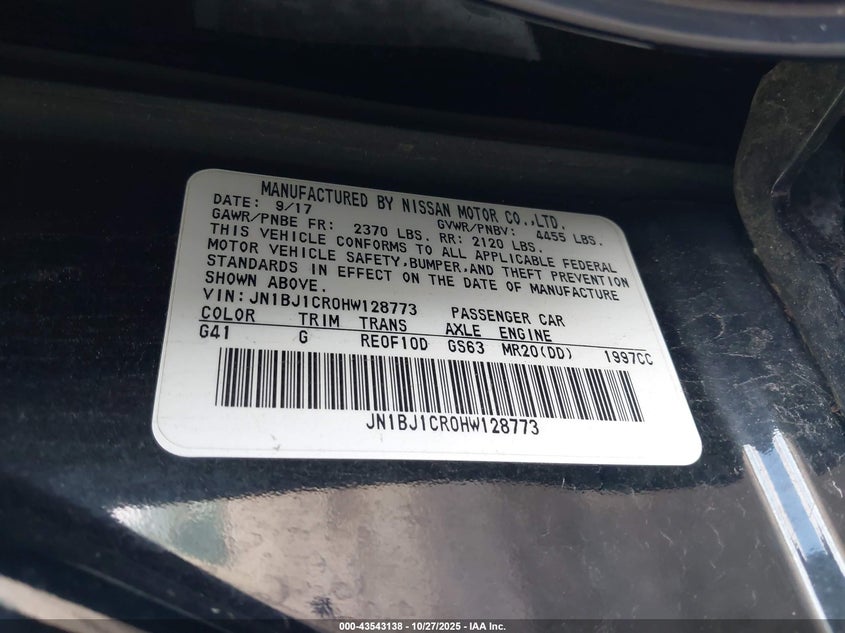 MANUFACTURED BY NISSAN MOTOR CO.,LTD.
DATE: 9/17 GVWR/PNBV: 4455 LBS.
GAWR/PNBE FR: 2370 LBS. RR: 2120 LBS.
THIS VEHICLE CONFORMS TO ALL APPLICABLE FEDERAL
MOTOR VEHICLE SAFETY,BUMPER,AND THEFT PREVENTION
STANDARDS IN EFFECT ON THE DATE OF MANUFACTURE
SHOWN ABOVE.
VIN: JN1BJ1CR0HW128773 PASSENGER CAR
COLOR TRIM TRANS AXLE ENGINE
G41 G RE0F10D GS63 MR20(DD) 1997CC
JN1BJ1CR0HW128773
000-43543138 | 10/27/2025 - IAA Inc.